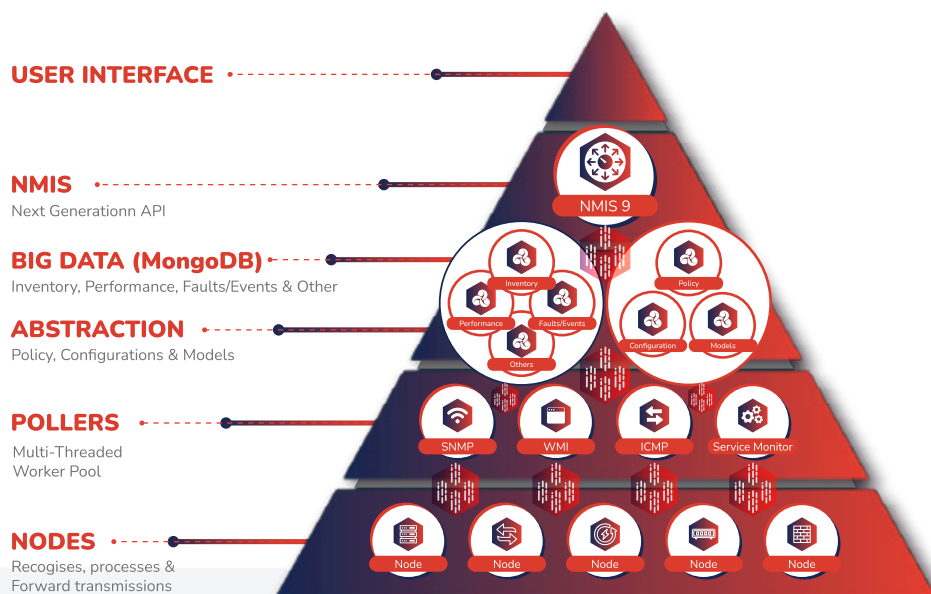 USER INTERFACE
NMIS
Next Generationn API
BIG DATA (MongoDB)
Inventory, Performance, Faults/Events & Other
ABSTRACTION
Policy, Configurations & Models
POLLERS
Multi-Threaded
Worker Pool
NODES
Recogises, processes &
Forward transmissions
NMIS 9
Inventory
Performance
Faults/Events
Others
Policy
Configuration
Models
SNMP
WMI
ICMP
Service Monitor
Node
Node
Node
Node
Node